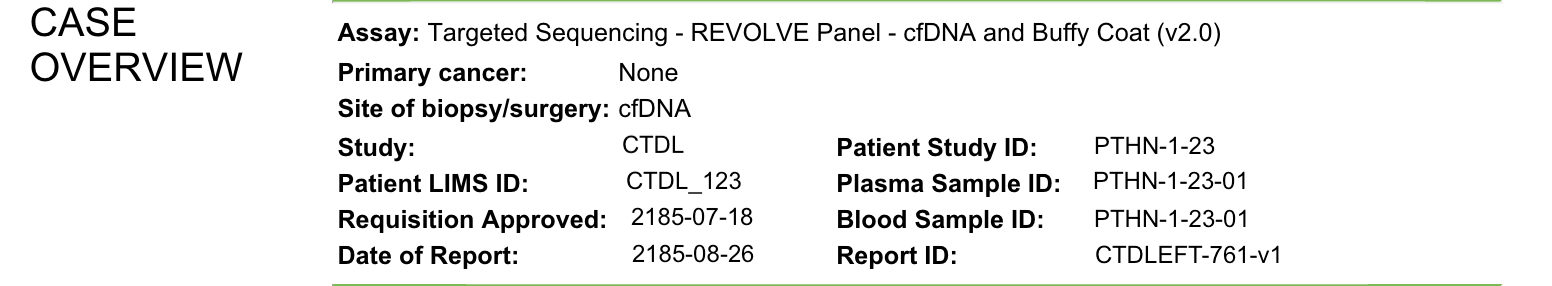 CASE
OVERVIEW
Assay: Targeted Sequencing - REVOLVE Panel - cfDNA and Buffy Coat (v2.0)
Primary cancer: None
Site of biopsy/surgery: cfDNA
Study: CTDL Patient Study ID: PTHN-1-23
Patient LIMS ID: CTDL_123 Plasma Sample ID: PTHN-1-23-01
Requisition Approved: 2185-07-18 Blood Sample ID: PTHN-1-23-01
Date of Report: 2185-08-26 Report ID: CTDLEFT-761-v1